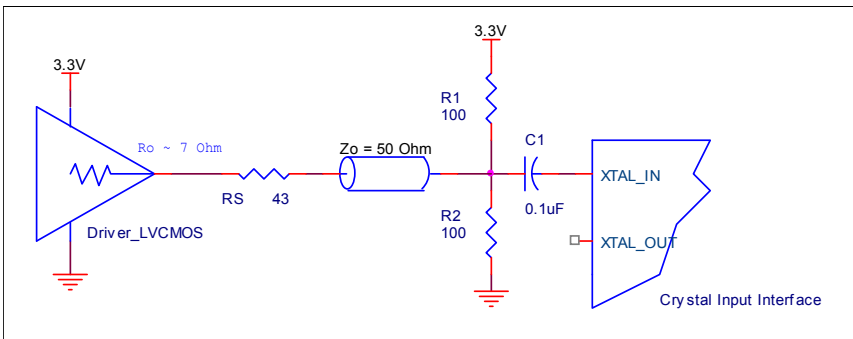 3.3V
3.3V
R1
100
Ro ~ 7 Ohm
Zo = 50 Ohm
C1
XTAL_IN
RS 43
0.1uF
R2
100
Driver_LVCMOS
XTAL_OUT
Crystal Input Interface